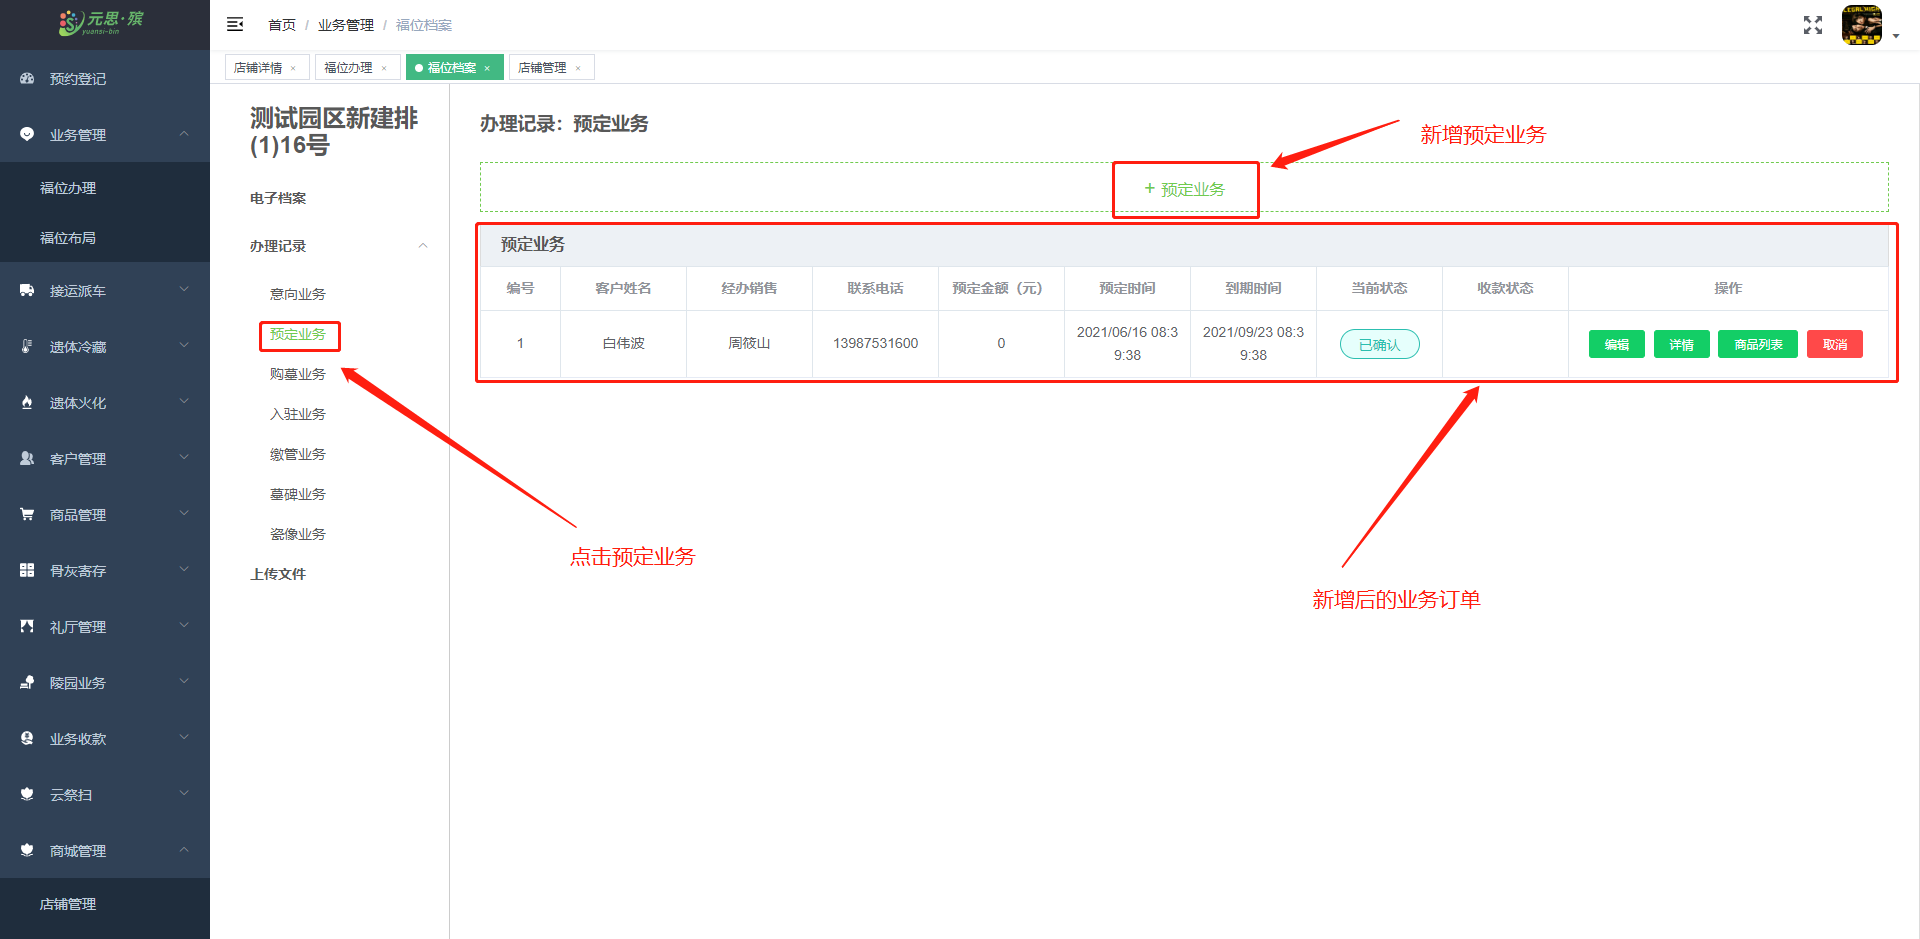 元思·殡
yuansi-bin
首页 / 业务管理 / 福位档案
店铺详情 ×
福位办理 ×
福位档案 ×
店铺管理 ×
预约登记
业务管理
福位办理
福位布局
接运派车
遗体冷藏
遗体火化
客户管理
商品管理
骨灰寄存
礼厅管理
陵园业务
业务收款
云祭扫
商城管理
店铺管理
测试园区新建排
(1)16号
电子档案
办理记录
意向业务
预定业务
购墓业务
入驻业务
缴管业务
墓碑业务
瓷像业务
上传文件
点击预定业务
办理记录：预定业务
新增预定业务
+ 预定业务
预定业务
编号 客户姓名 经办销售 联系电话 预定金额（元） 预定时间 到期时间 当前状态 收款状态 操作
1 白伟波 周筱山 13987531600 0 2021/06/16 08:3 2021/09/23 08:3 已确认 编辑 详情 商品列表 取消
9:38 9:38
新增后的业务订单